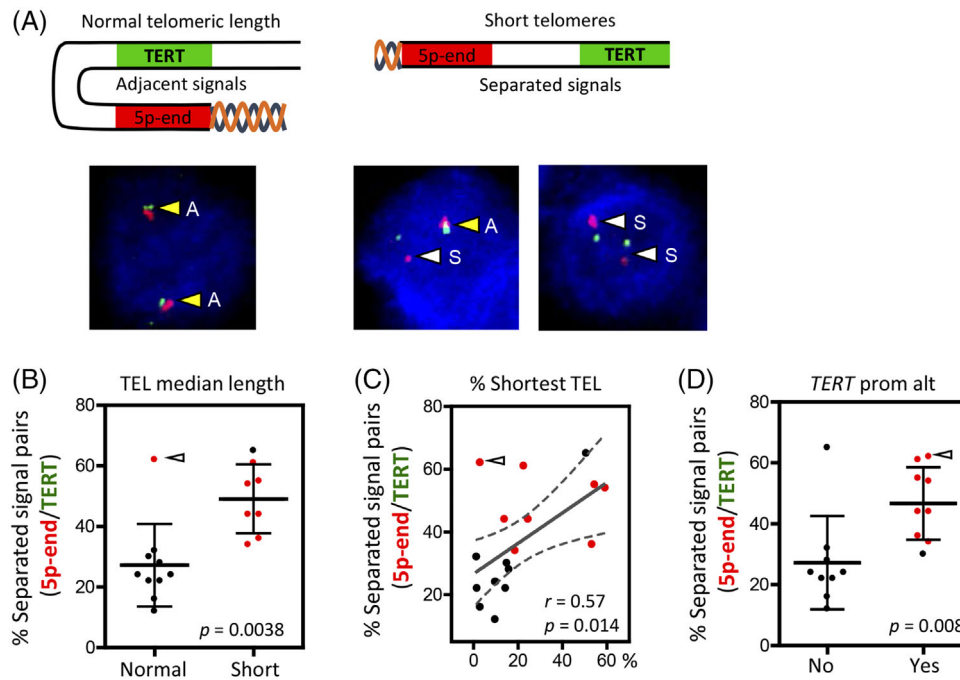 (A)
Normal telomeric length
TERT
Adjacent signals
5p-end
Short telomeres
5p-end
TERT
Separated signals
A
A
A
S
S
S
(B)
TEL median length
% Separated signal pairs
(5p-end/TERT)
80
60
40
20
0
p = 0.0038
Normal
Short
(C)
% Shortest TEL
% Separated signal pairs
(5p-end/TERT)
80
60
40
20
r = 0.57
p = 0.014
0
20
40
60
%
(D)
TERT prom alt
% Separated signal pairs
(5p-end/TERT)
80
60
40
20
0
p = 0.008
No
Yes